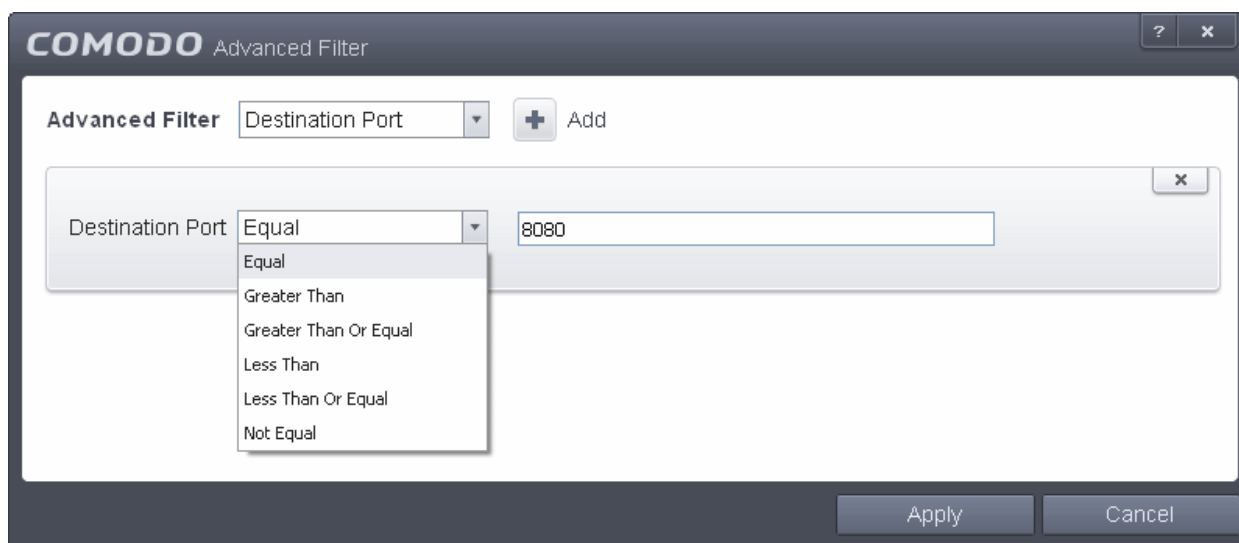 COMODO Advanced Filter ? ×
Advanced Filter Destination Port + Add
×
Destination Port Equal 8080
Equal
Greater Than
Greater Than Or Equal
Less Than
Less Than Or Equal
Not Equal
Apply Cancel